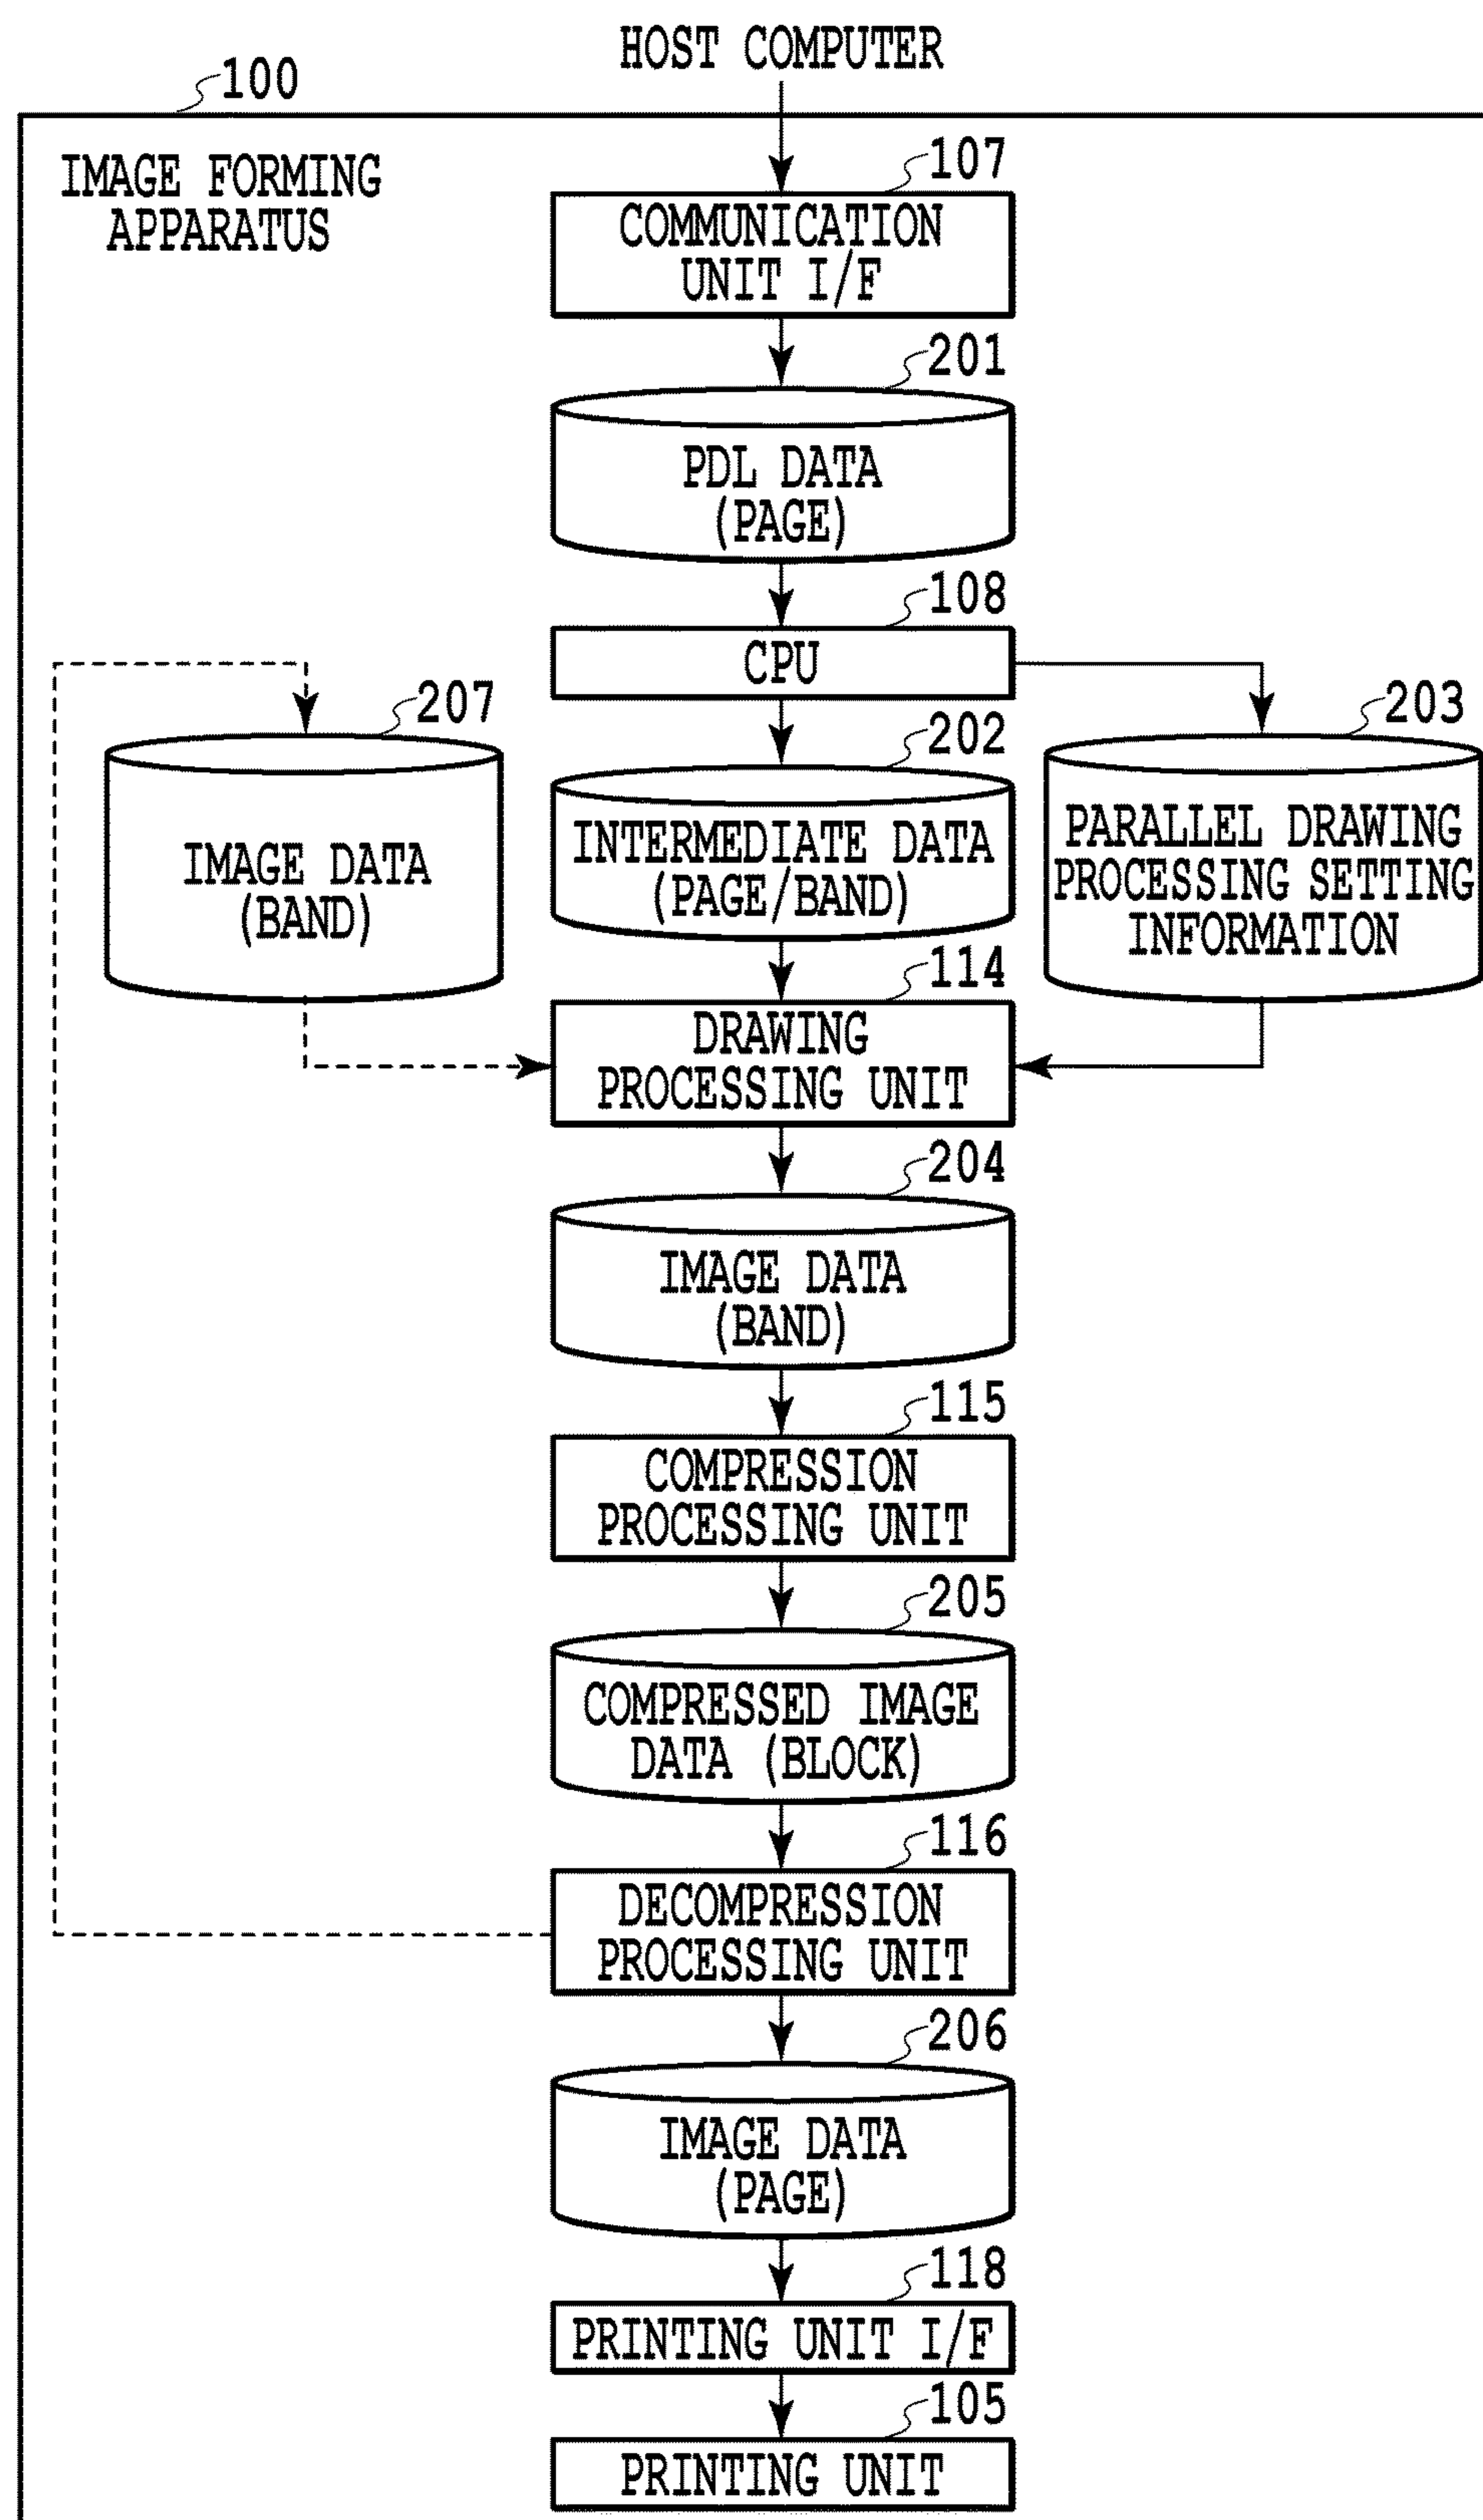 HOST COMPUTER
100
IMAGE FORMING
APPARATUS
107
COMMUNICATION
UNIT I/F
201
PDL DATA
(PAGE)
108
CPU
207
IMAGE DATA
(BAND)
202
INTERMEDIATE DATA
(PAGE/BAND)
203
PARALLEL DRAWING
PROCESSING SETTING
INFORMATION
114
DRAWING
PROCESSING UNIT
204
IMAGE DATA
(BAND)
115
COMPRESSION
PROCESSING UNIT
205
COMPRESSED IMAGE
DATA (BLOCK)
116
DECOMPRESSION
PROCESSING UNIT
206
IMAGE DATA
(PAGE)
118
PRINTING UNIT I/F
105
PRINTING UNIT